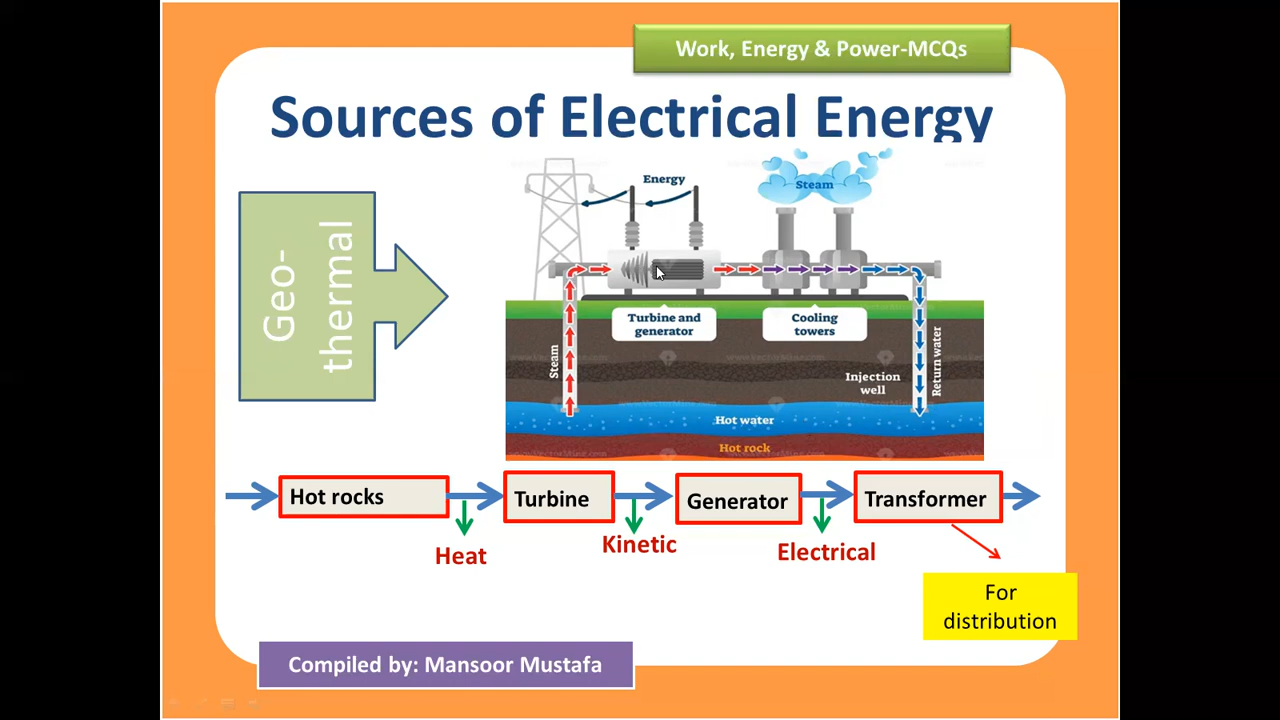 Work, Energy & Power-MCQs
Sources of Electrical Energy
Geo-
thermal
Energy
Steam
Turbine and
generator
Cooling
towers
Steam
Injection
well
Return water
Hot water
Hot rock
Hot rocks
Turbine
Generator
Transformer
Heat
Kinetic
Electrical
For
distribution
Compiled by: Mansoor Mustafa